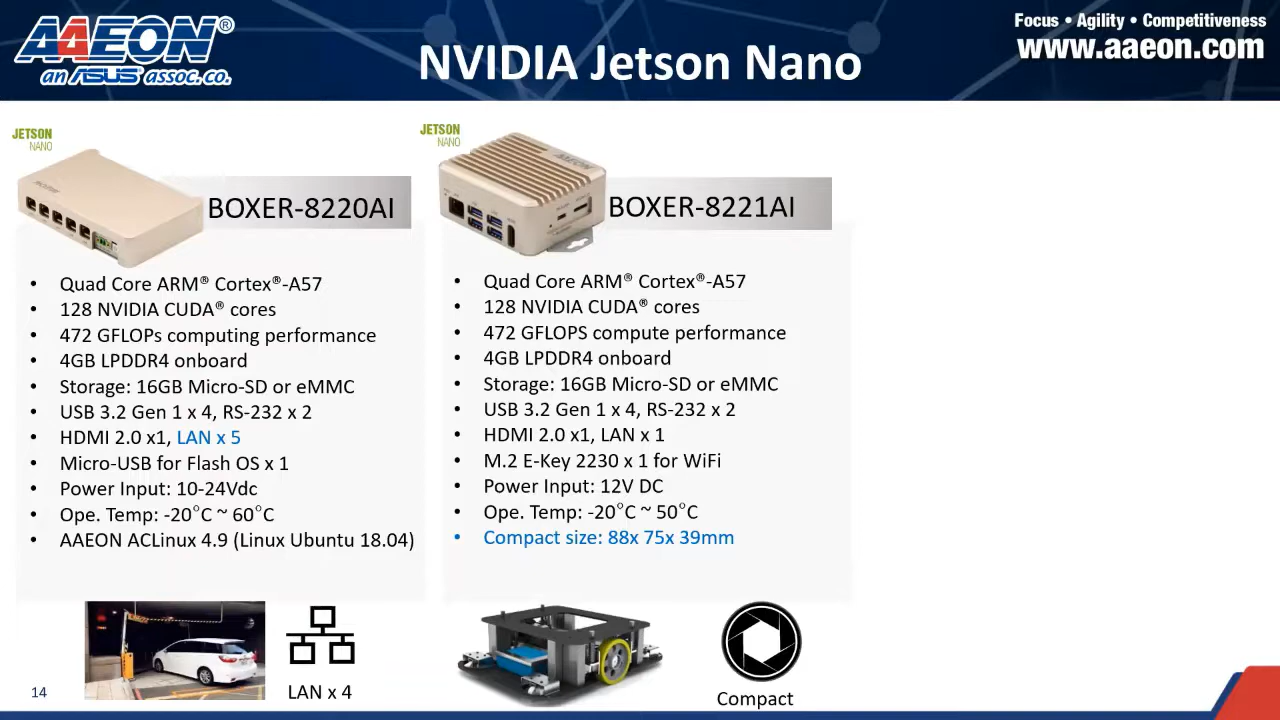 AAEON®
an ASUS assoc. co.
NVIDIA Jetson Nano
Focus • Agility • Competitiveness
www.aaeon.com
JETSON
NANO
BOXER-8220AI
• Quad Core ARM® Cortex®-A57
• 128 NVIDIA CUDA® cores
• 472 GFLOPs computing performance
• 4GB LPDDR4 onboard
• Storage: 16GB Micro-SD or eMMC
• USB 3.2 Gen 1 x 4, RS-232 x 2
• HDMI 2.0 x1, LAN x 5
• Micro-USB for Flash OS x 1
• Power Input: 10-24Vdc
• Ope. Temp: -20°C ~ 60°C
• AAEON ACLinux 4.9 (Linux Ubuntu 18.04)
LAN x 4
JETSON
NANO
AAEON
BOXER-8221AI
• Quad Core ARM® Cortex®-A57
• 128 NVIDIA CUDA® cores
• 472 GFLOPS compute performance
• 4GB LPDDR4 onboard
• Storage: 16GB Micro-SD or eMMC
• USB 3.2 Gen 1 x 4, RS-232 x 2
• HDMI 2.0 x1, LAN x 1
• M.2 E-Key 2230 x 1 for WiFi
• Power Input: 12V DC
• Ope. Temp: -20°C ~ 50°C
• Compact size: 88x 75x 39mm
Compact
14